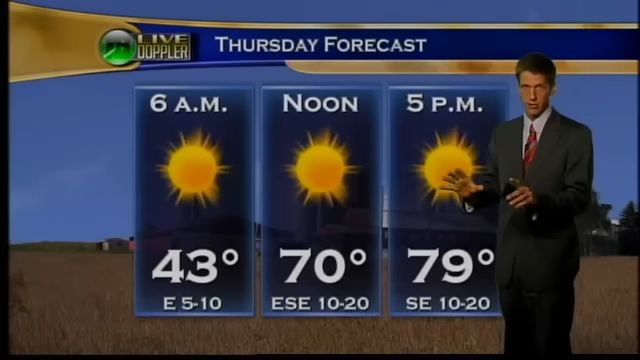 LIVE
DOPPLER
THURSDAY FORECAST
6 A.M.
NOON
5 P.M.
43°
70°
79°
E 5-10
ESE 10-20
SE 10-20